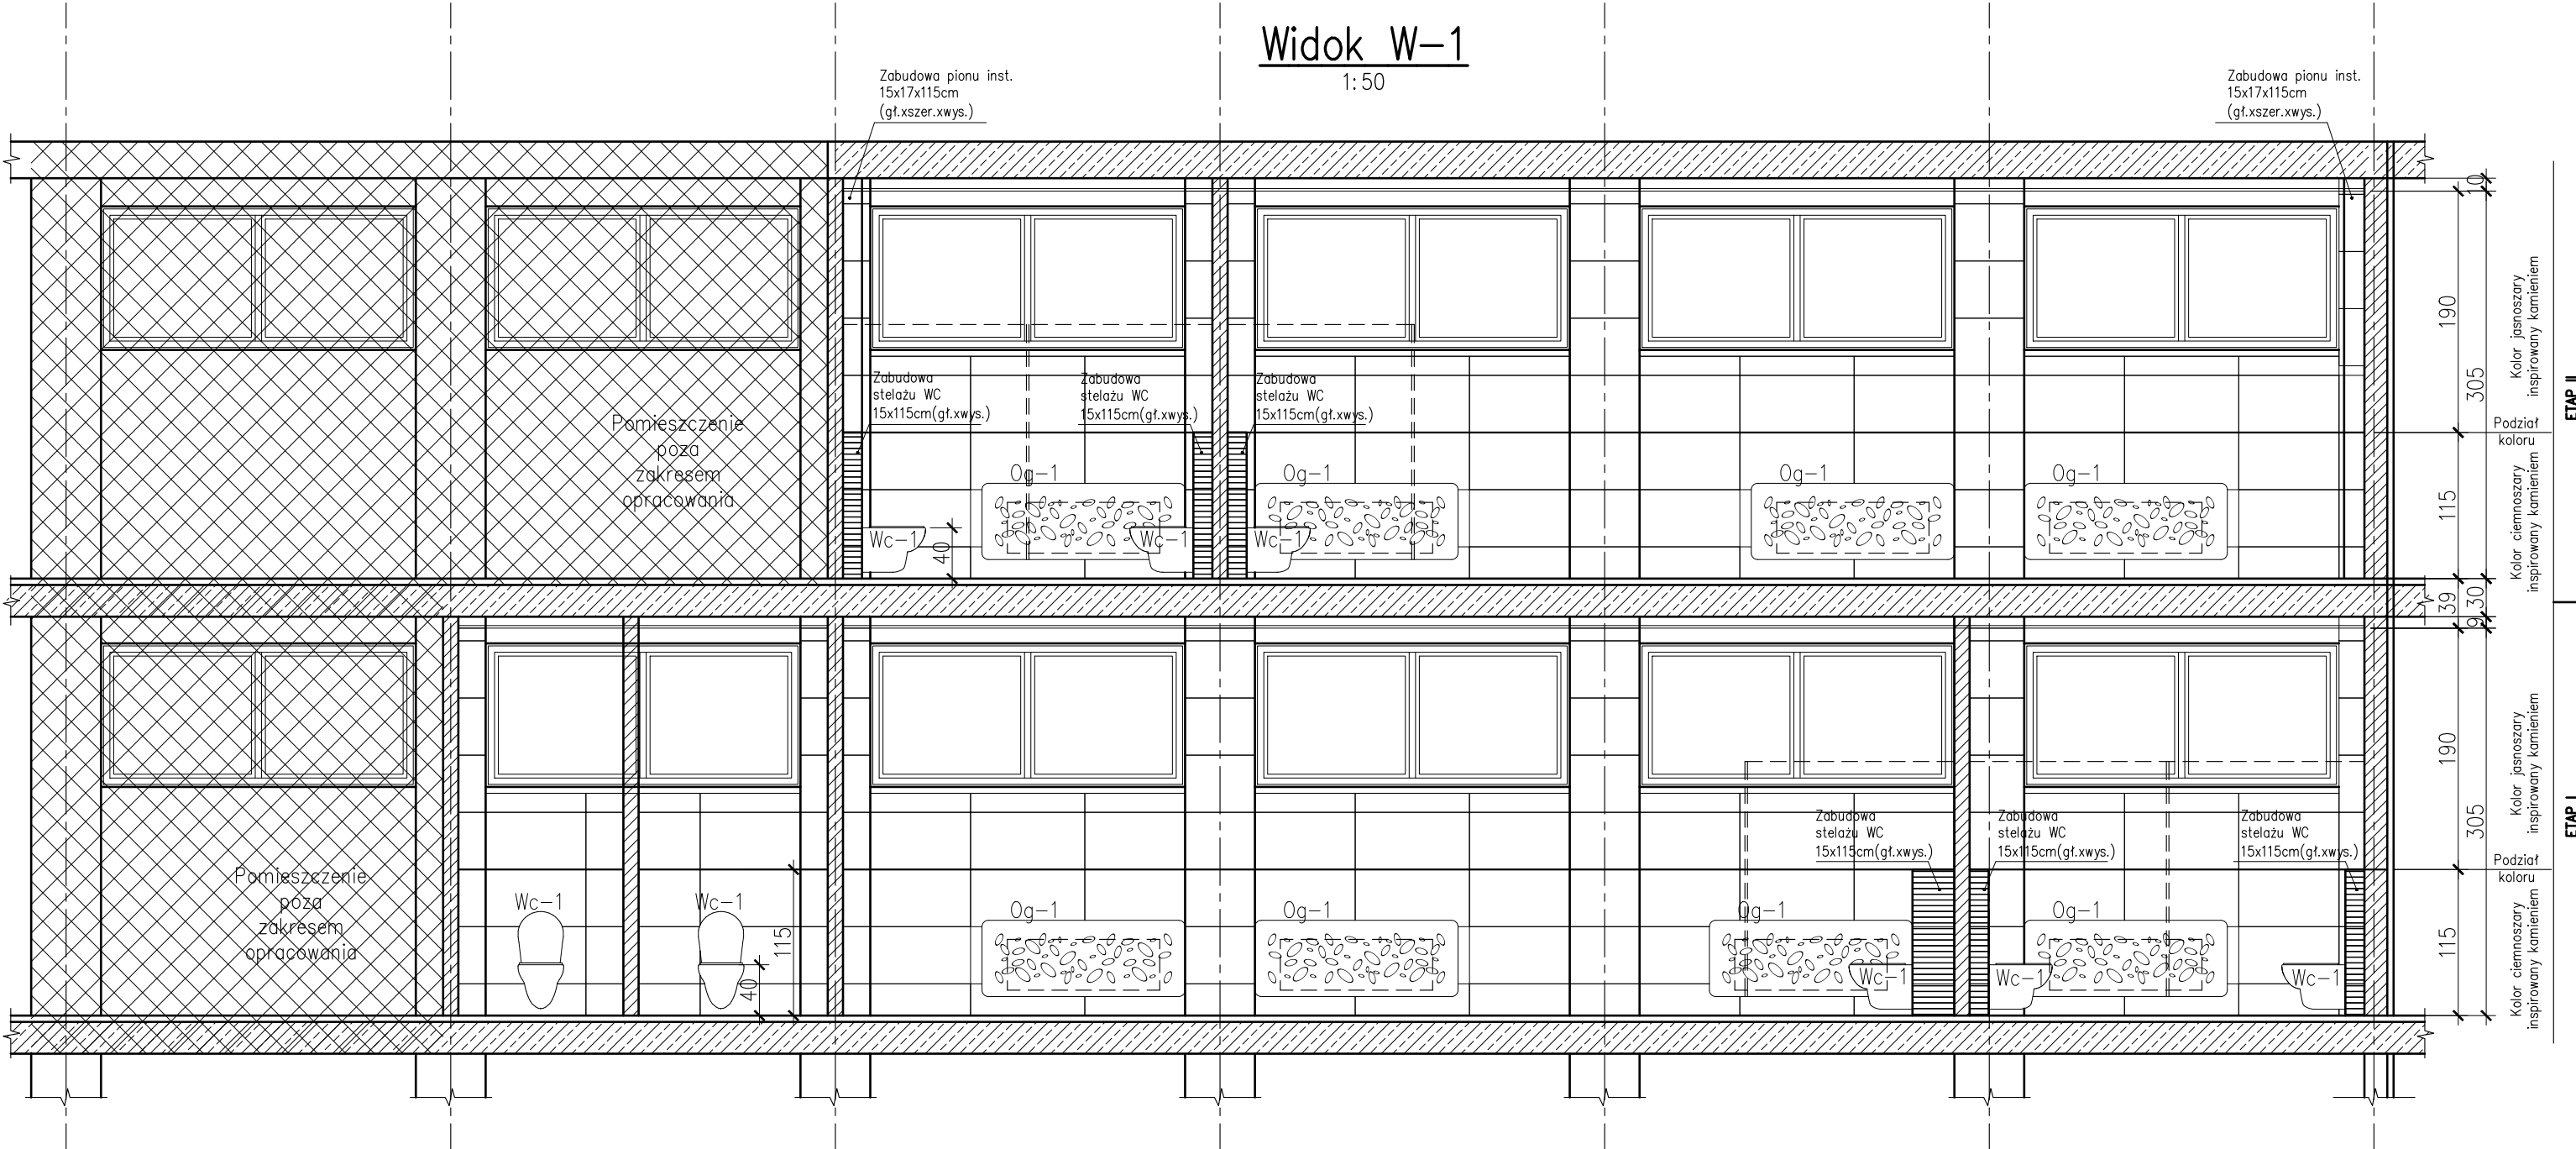 Widok W-1
1:50
Zabudowa pionu inst.
15x17x115cm
(gł.xszer.xwys.)
Zabudowa pionu inst.
15x17x115cm
(gł.xszer.xwys.)
Pomieszczenie
poza
zakresem
opracowania
Zabudowa
stelażu WC
15x115cm(gł.xwys.)
Zabudowa
stelażu WC
15x115cm(gł.xwys.)
Zabudowa
stelażu WC
15x115cm(gł.xwys.)
Og-1
Og-1
Og-1
Og-1
Wc-1
40
Wc-1
Wc-1
10
190
305
115
39
30
9
Kolor jasnoszary
inspirowany kamieniem
Podział
koloru
Kolor ciemnoszary
inspirowany kamieniem
ETAP II
Pomieszczenie
poza
zakresem
opracowania
Wc-1
Wc-1
40
115
Og-1
Og-1
Og-1
Og-1
Zabudowa
stelażu WC
15x115cm(gł.xwys.)
Zabudowa
stelażu WC
15x115cm(gł.xwys.)
Zabudowa
stelażu WC
15x115cm(gł.xwys.)
Wc-1
Wc-1
Wc-1
190
305
115
Kolor jasnoszary
inspirowany kamieniem
Podział
koloru
Kolor ciemnoszary
inspirowany kamieniem
ETAP I